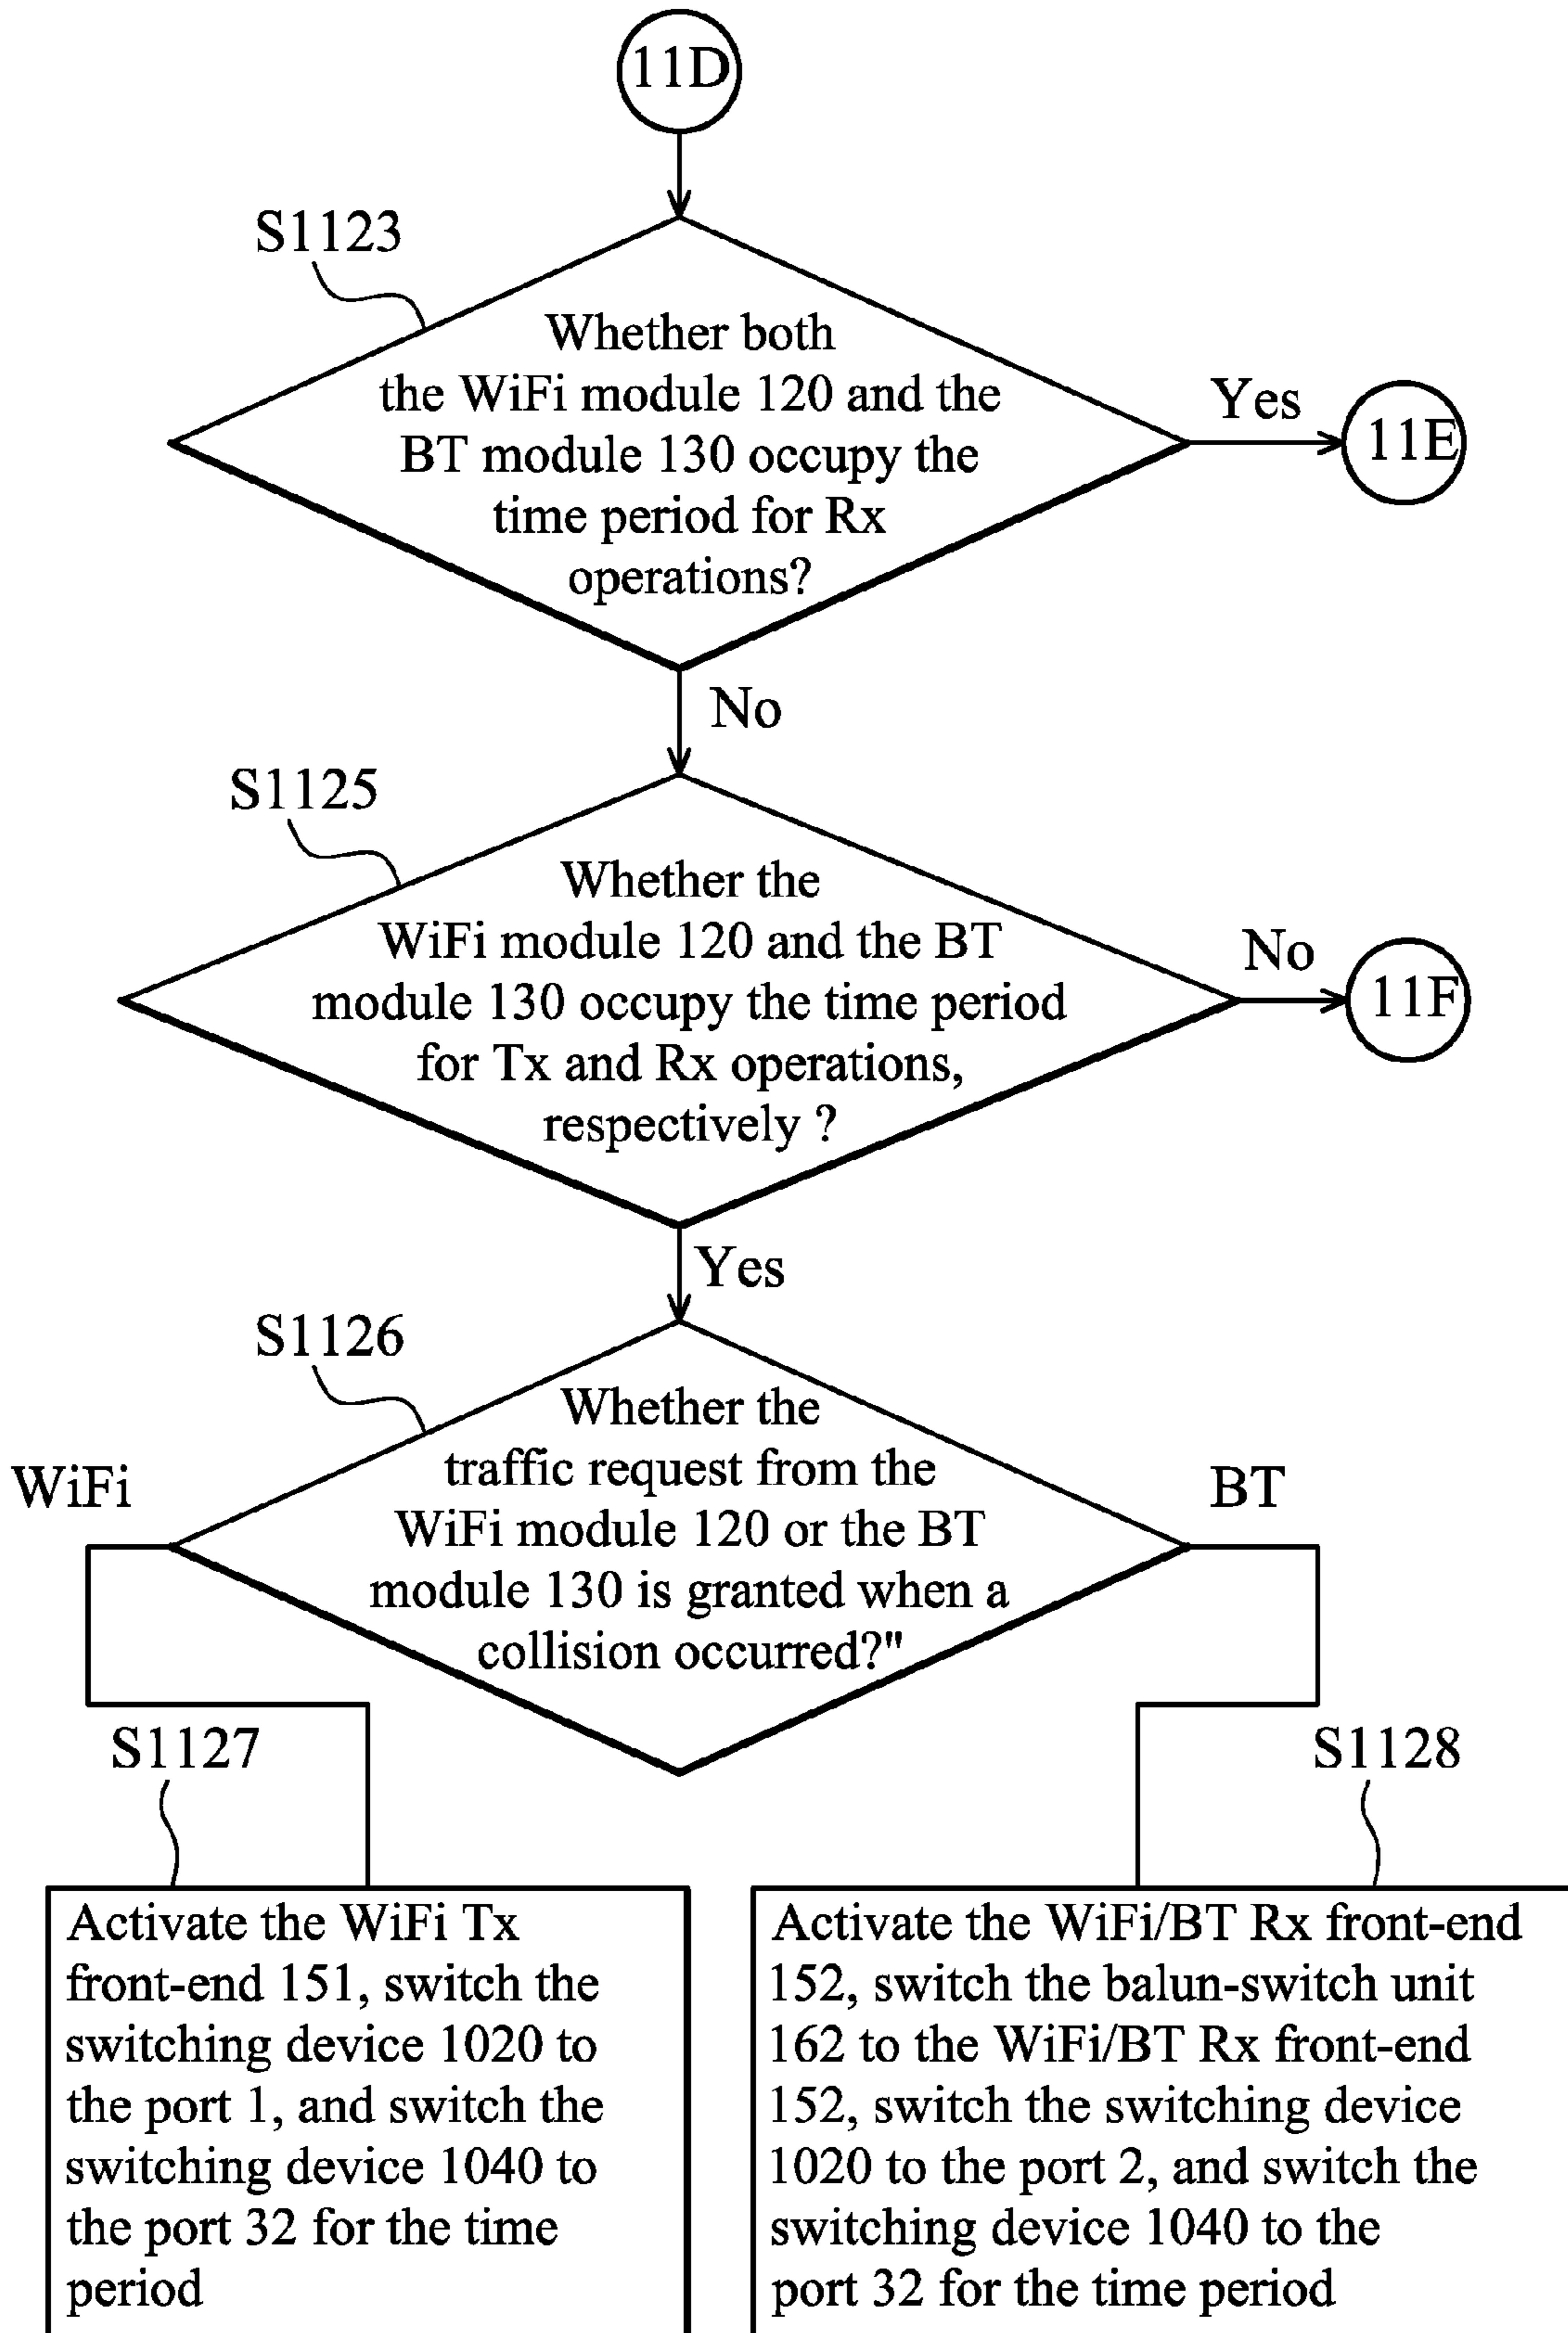 11D
S1123
Whether both
the WiFi module 120 and the
BT module 130 occupy the
time period for Rx
operations?
Yes
11E
No
S1125
Whether the
WiFi module 120 and the BT
module 130 occupy the time period
for Tx and Rx operations,
respectively ?
No
11F
Yes
S1126
Whether the
traffic request from the
WiFi module 120 or the BT
module 130 is granted when a
collision occurred?"
WiFi
BT
S1127
S1128
Activate the WiFi Tx
front-end 151, switch the
switching device 1020 to
the port 1, and switch the
switching device 1040 to
the port 32 for the time
period
Activate the WiFi/BT Rx front-end
152, switch the balun-switch unit
162 to the WiFi/BT Rx front-end
152, switch the switching device
1020 to the port 2, and switch the
switching device 1040 to the
port 32 for the time period